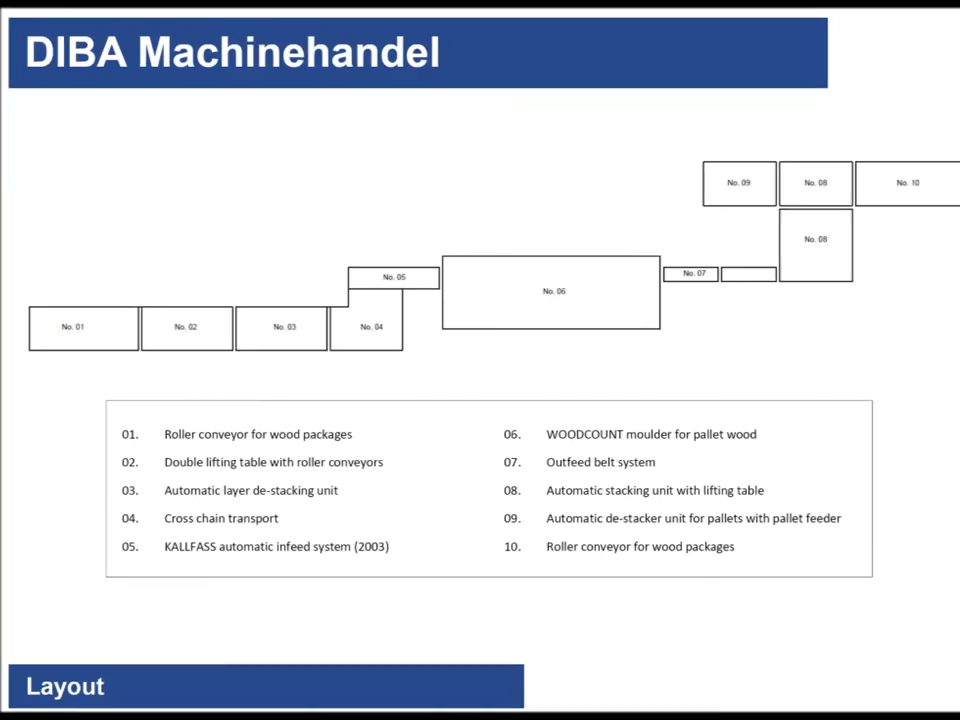 DIBA Machinehandel
No. 09
No. 08
No. 10
No. 08
No. 05
No. 06
No. 07
No. 01
No. 02
No. 03
No. 04
01. Roller conveyor for wood packages
02. Double lifting table with roller conveyors
03. Automatic layer de-stacking unit
04. Cross chain transport
05. KALLFASS automatic infeed system (2003)
06. WOODCOUNT moulder for pallet wood
07. Outfeed belt system
08. Automatic stacking unit with lifting table
09. Automatic de-stacker unit for pallets with pallet feeder
10. Roller conveyor for wood packages
Layout